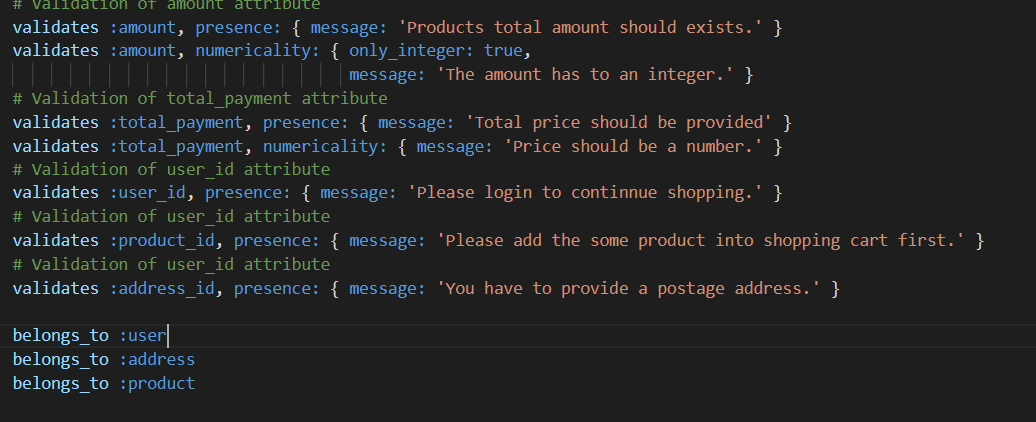 # Validation of amount attribute
validates :amount, presence: { message: 'Products total amount should exists.' }
validates :amount, numericality: { only_integer: true,
message: 'The amount has to an integer.' }
# Validation of total_payment attribute
validates :total_payment, presence: { message: 'Total price should be provided' }
validates :total_payment, numericality: { message: 'Price should be a number.' }
# Validation of user_id attribute
validates :user_id, presence: { message: 'Please login to continnue shopping.' }
# Validation of user_id attribute
validates :product_id, presence: { message: 'Please add the some product into shopping cart first.' }
# Validation of user_id attribute
validates :address_id, presence: { message: 'You have to provide a postage address.' }
belongs_to :user
belongs_to :address
belongs_to :product